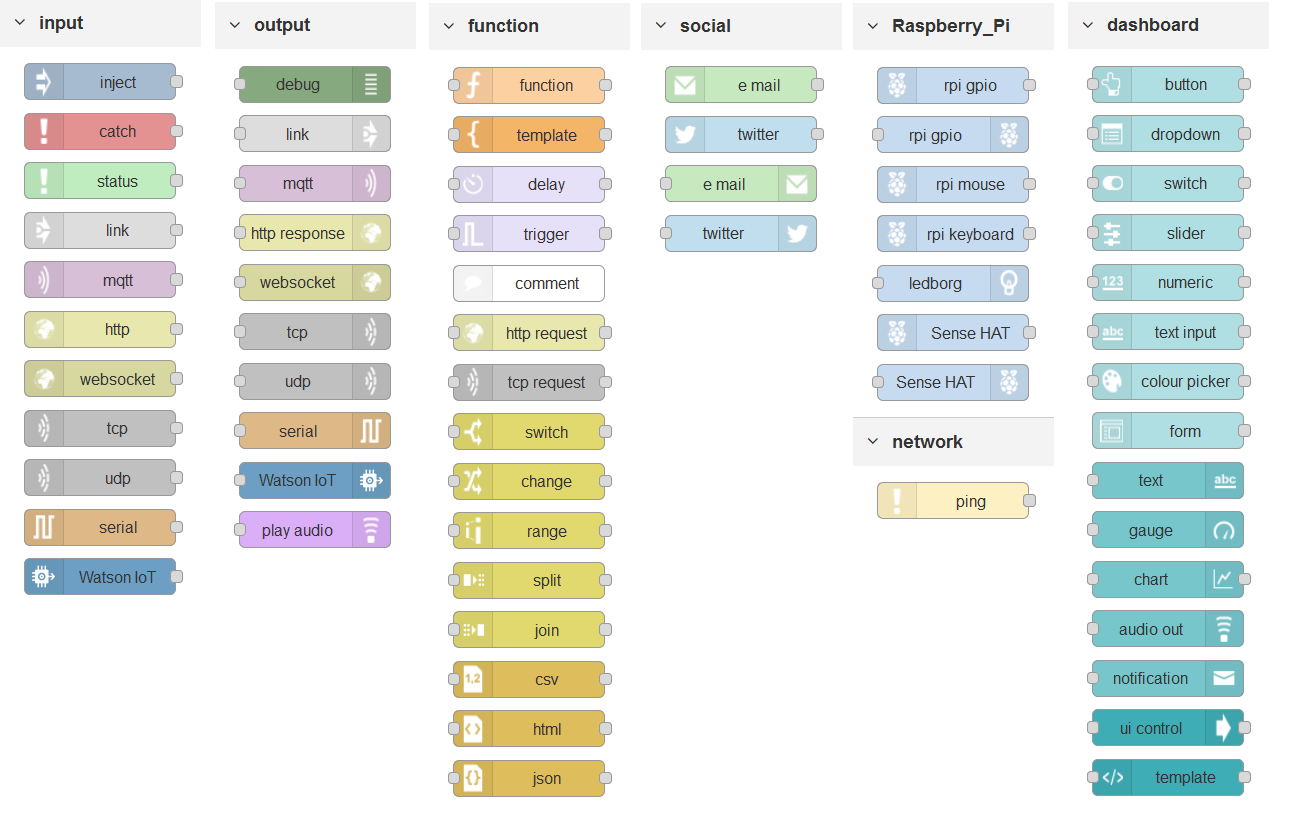 input
inject
catch
status
link
mqtt
http
websocket
tcp
udp
serial
Watson IoT
output
debug
link
mqtt
http response
websocket
tcp
udp
serial
Watson IoT
play audio
function
function
template
delay
trigger
comment
http request
tcp request
switch
change
range
split
join
1,2 csv
html
json
social
e mail
twitter
e mail
twitter
Raspberry_Pi
rpi gpio
rpi gpio
rpi mouse
rpi keyboard
ledborg
Sense HAT
Sense HAT
network
ping
dashboard
button
dropdown
switch
slider
123 numeric
abc text input
colour picker
form
text abc
gauge
chart
audio out
notification
ui control
</> template